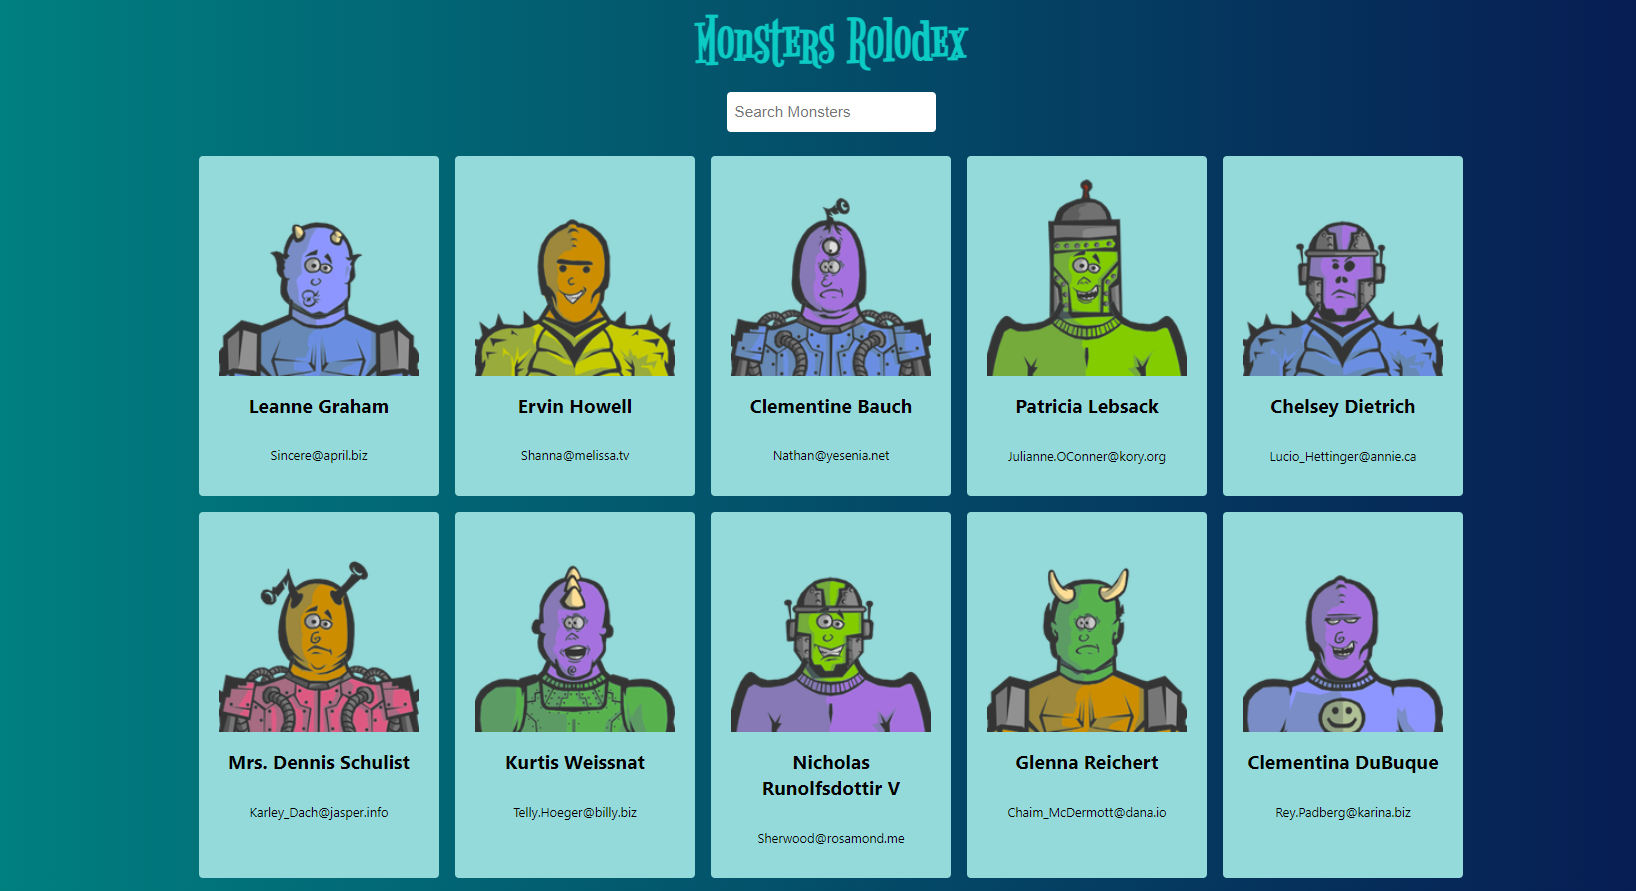 Monsters Rolodex
Search Monsters
Leanne Graham
Sincere@april.biz
Ervin Howell
Shanna@melissa.tv
Clementine Bauch
Nathan@yesenia.net
Patricia Lebsack
Julianne.OConner@kory.org
Chelsey Dietrich
Lucio_Hettinger@annie.ca
Mrs. Dennis Schulist
Karley_Dach@jasper.info
Kurtis Weissnat
Telly.Hoeger@billy.biz
Nicholas
Runolfsdottir V
Sherwood@rosamond.me
Glenna Reichert
Chaim_McDermott@dana.io
Clementina DuBuque
Rey.Padberg@karina.biz